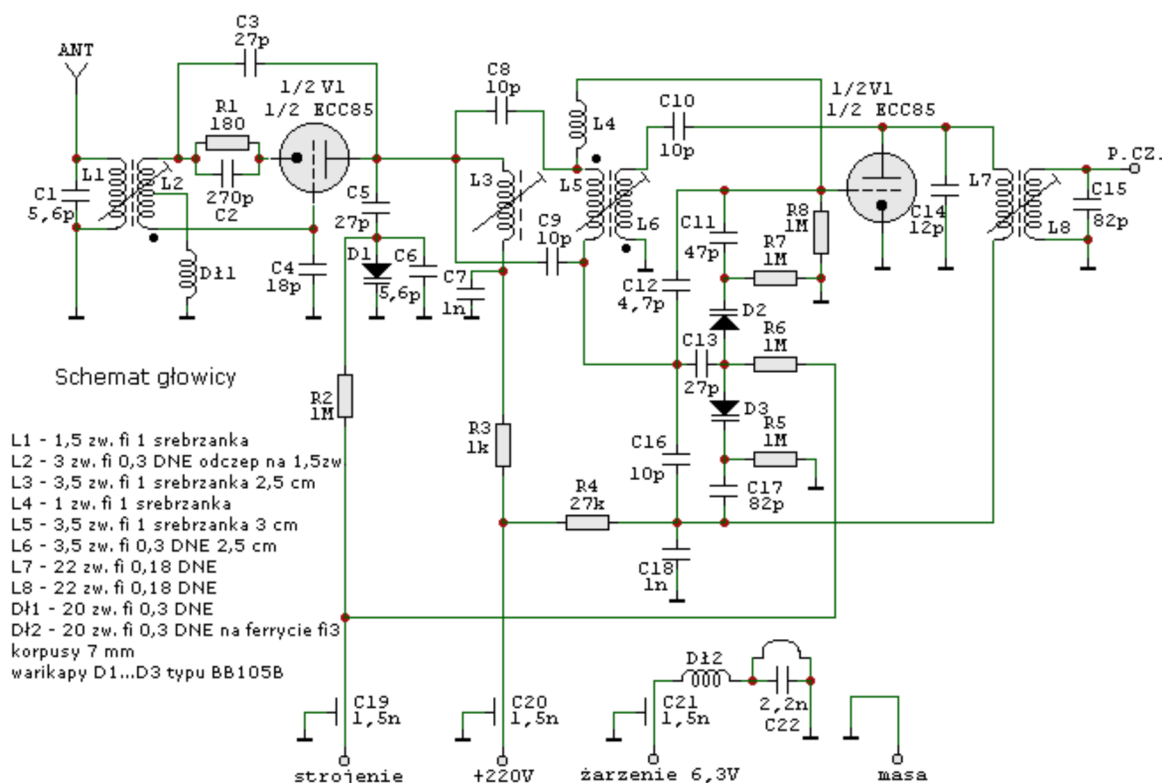 ANT
C3
27p
R1
180
1/2 V1
1/2 ECC85
L1
L2
C1
5,6p
270p
C2
C5
27p
Dł1
C4
18p
D1
C6
5,6p
C7
1n
C8
10p
L3
C9
10p
L4
L5
L6
C10
10p
1/2V1
1/2 ECC85
C11
47p
R8
1M
R7
1M
C12
4,7p
C14
12p
L7
L8
C15
82p
P.CZ.
D2
C13
27p
R6
1M
D3
R5
1M
C16
10p
C17
82p
R2
1M
R3
1k
R4
27k
C18
1n
Schemat głowicy
L1 - 1,5 zw. fi 1 srebrzanka
L2 - 3 zw. fi 0,3 DNE odczep na 1,5zw
L3 - 3,5 zw. fi 1 srebrzanka 2,5 cm
L4 - 1 zw. fi 1 srebrzanka
L5 - 3,5 zw. fi 1 srebrzanka 3 cm
L6 - 3,5 zw. fi 0,3 DNE 2,5 cm
L7 - 22 zw. fi 0,18 DNE
L8 - 22 zw. fi 0,18 DNE
Dł1 - 20 zw. fi 0,3 DNE
Dł2 - 20 zw. fi 0,3 DNE na ferrycie fi3
korpusy 7 mm
warikapy D1...D3 typu BB105B
C19
1,5n
C20
1,5n
C21
1,5n
Dł2
2,2n
C22
strojenie
+220V
żarzenie 6,3V
masa